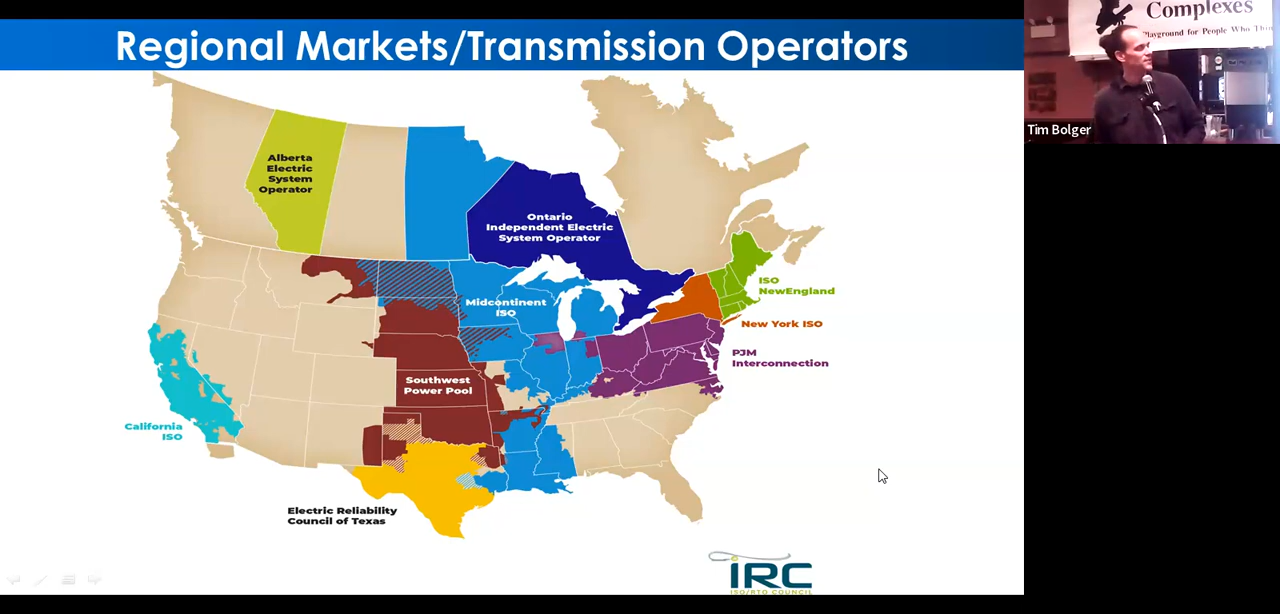 Regional Markets/Transmission Operators
Alberta
Electric
System
Operator
Ontario
Independent Electric
System Operator
Midcontinent
ISO
ISO
NewEngland
New York ISO
PJM
Interconnection
Southwest
Power Pool
California
ISO
Electric Reliability
Council of Texas
IRC
ISO/RTO COUNCIL
Complexes
Playground for People Who Thin
Tim Bolger